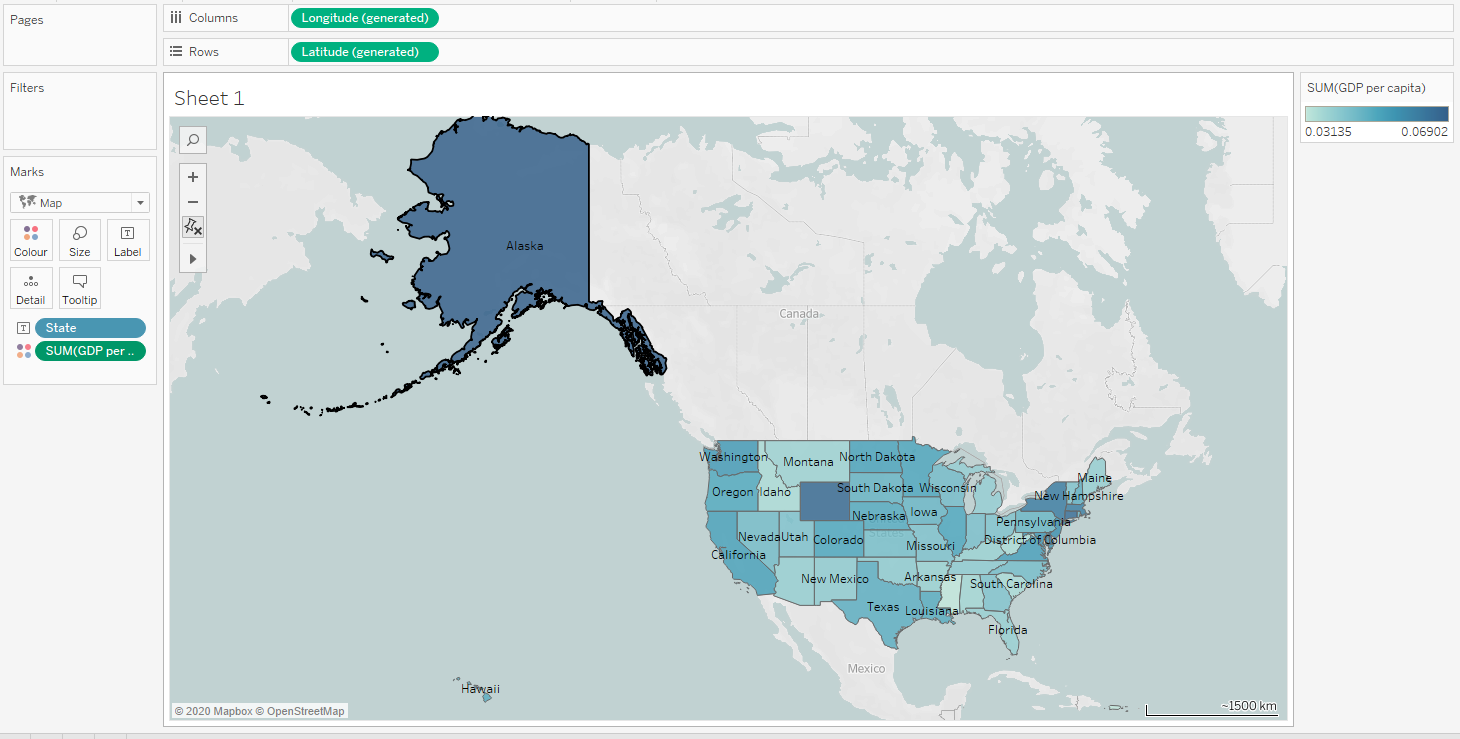 Pages
Columns
Longitude (generated)
Rows
Latitude (generated)
Filters
Sheet 1
SUM(GDP per capita)
0.03135 0.06902
Marks
Map
Colour Size Label
Detail Tooltip
State
SUM(GDP per ..
Alaska
Canada
Washington Montana North Dakota
Oregon Idaho South Dakota Wisconsin Maine
New Hampshire
Nebraska Iowa Pennsylvania
Nevada Utah Colorado States Missouri District of Columbia
California
New Mexico Arkansas South Carolina
Texas Louisiana
Florida
Mexico
Hawaii
~1500 km
© 2020 Mapbox © OpenStreetMap